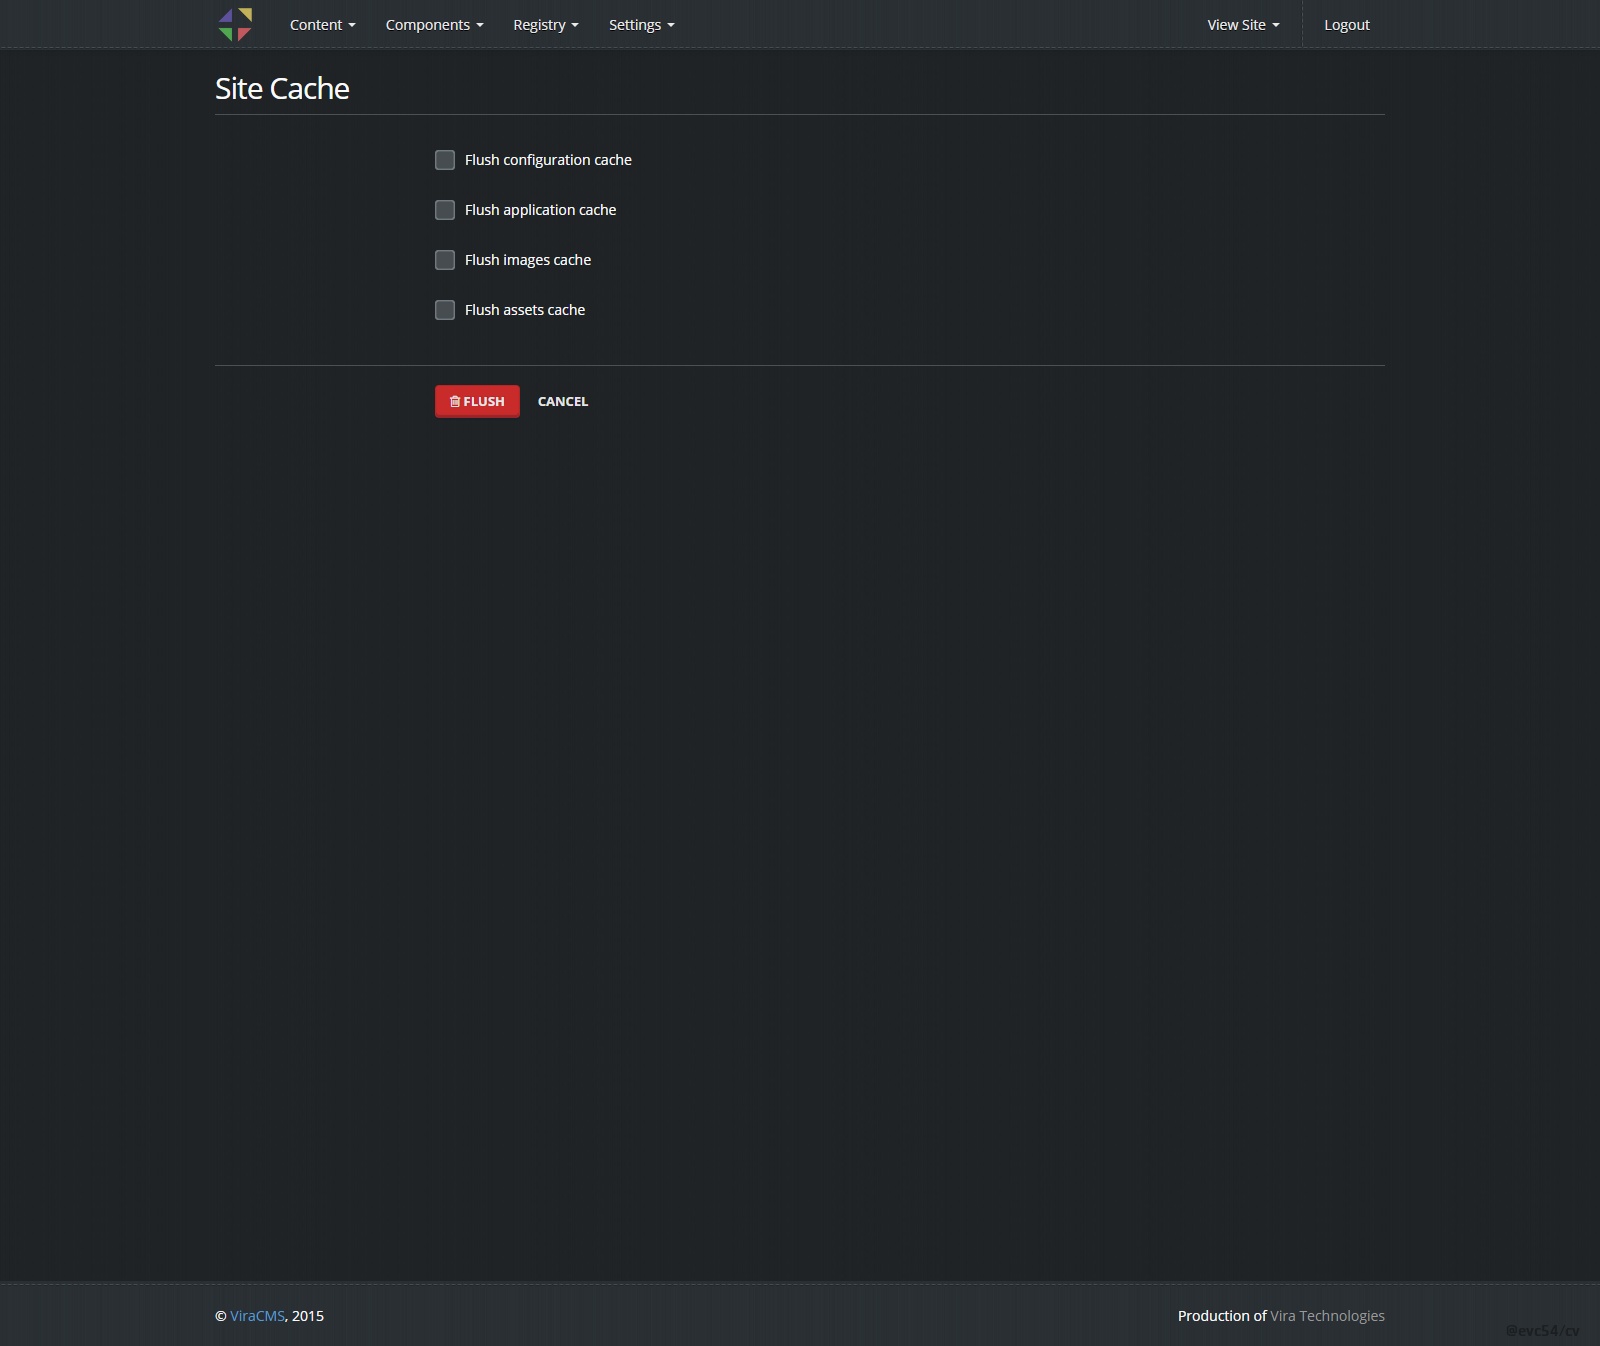 Content Components Registry Settings View Site Logout
Site Cache
Flush configuration cache
Flush application cache
Flush images cache
Flush assets cache
FLUSH CANCEL
© ViraCMS, 2015 Production of Vira Technologies
@evc54/cv